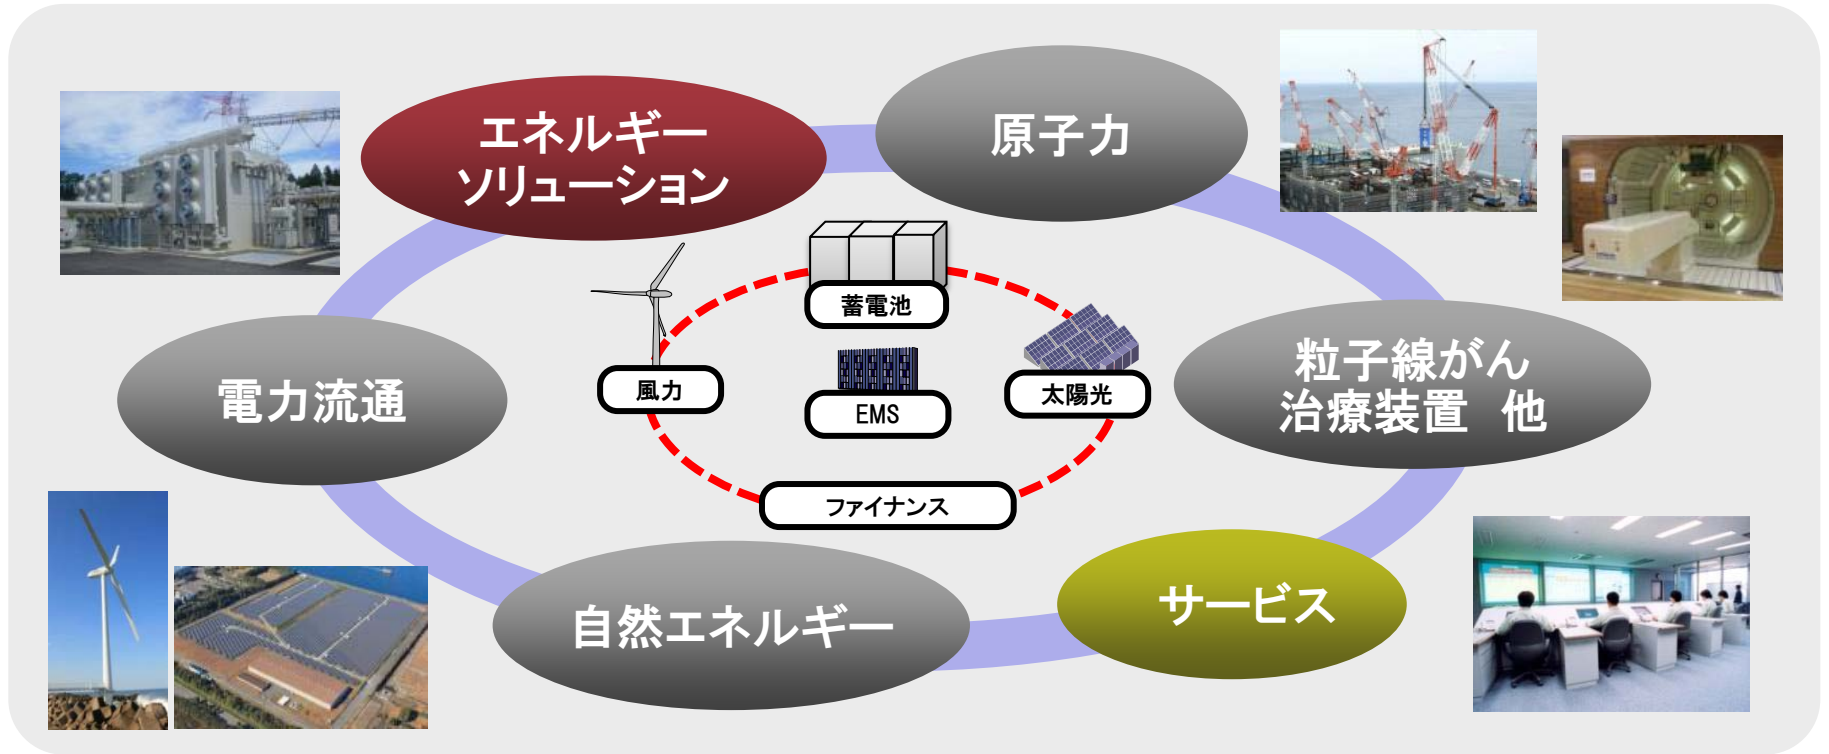 エネルギー
ソリューション
原子力
蓄電池
風力
EMS
太陽光
電力流通
粒子線がん
治療装置　他
ファイナンス
自然エネルギー
サービス